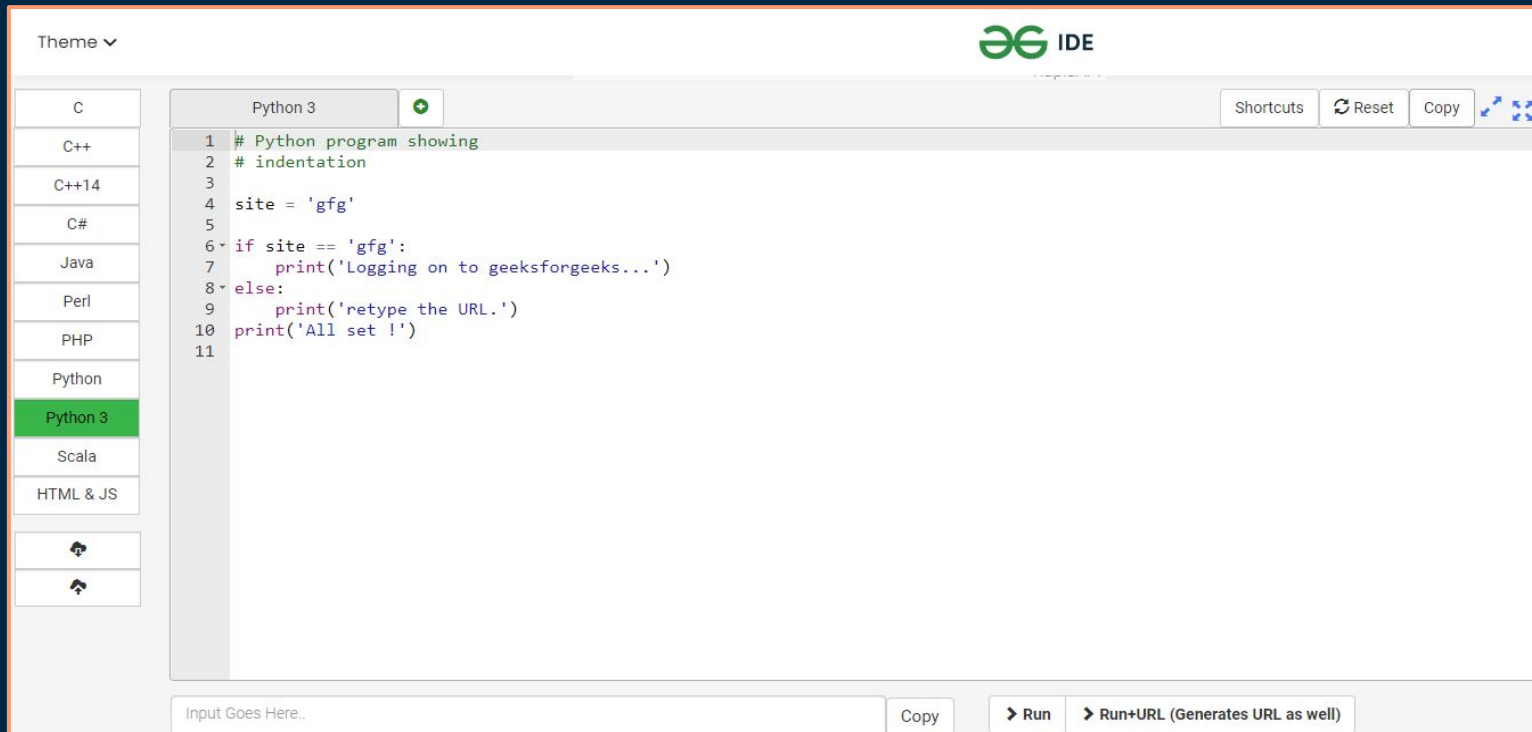 Theme
IDE
C
C++
C++14
C#
Java
Perl
PHP
Python
Python 3
Scala
HTML & JS
Python 3
Shortcuts
Reset
Copy
1 # Python program showing
2 # indentation
3
4 site = 'gfg'
5
6 if site == 'gfg':
7     print('Logging on to geeksforgeeks...')
8 else:
9     print('retype the URL.')
10 print('All set !')
11
Input Goes Here..
Copy
Run
Run+URL (Generates URL as well)